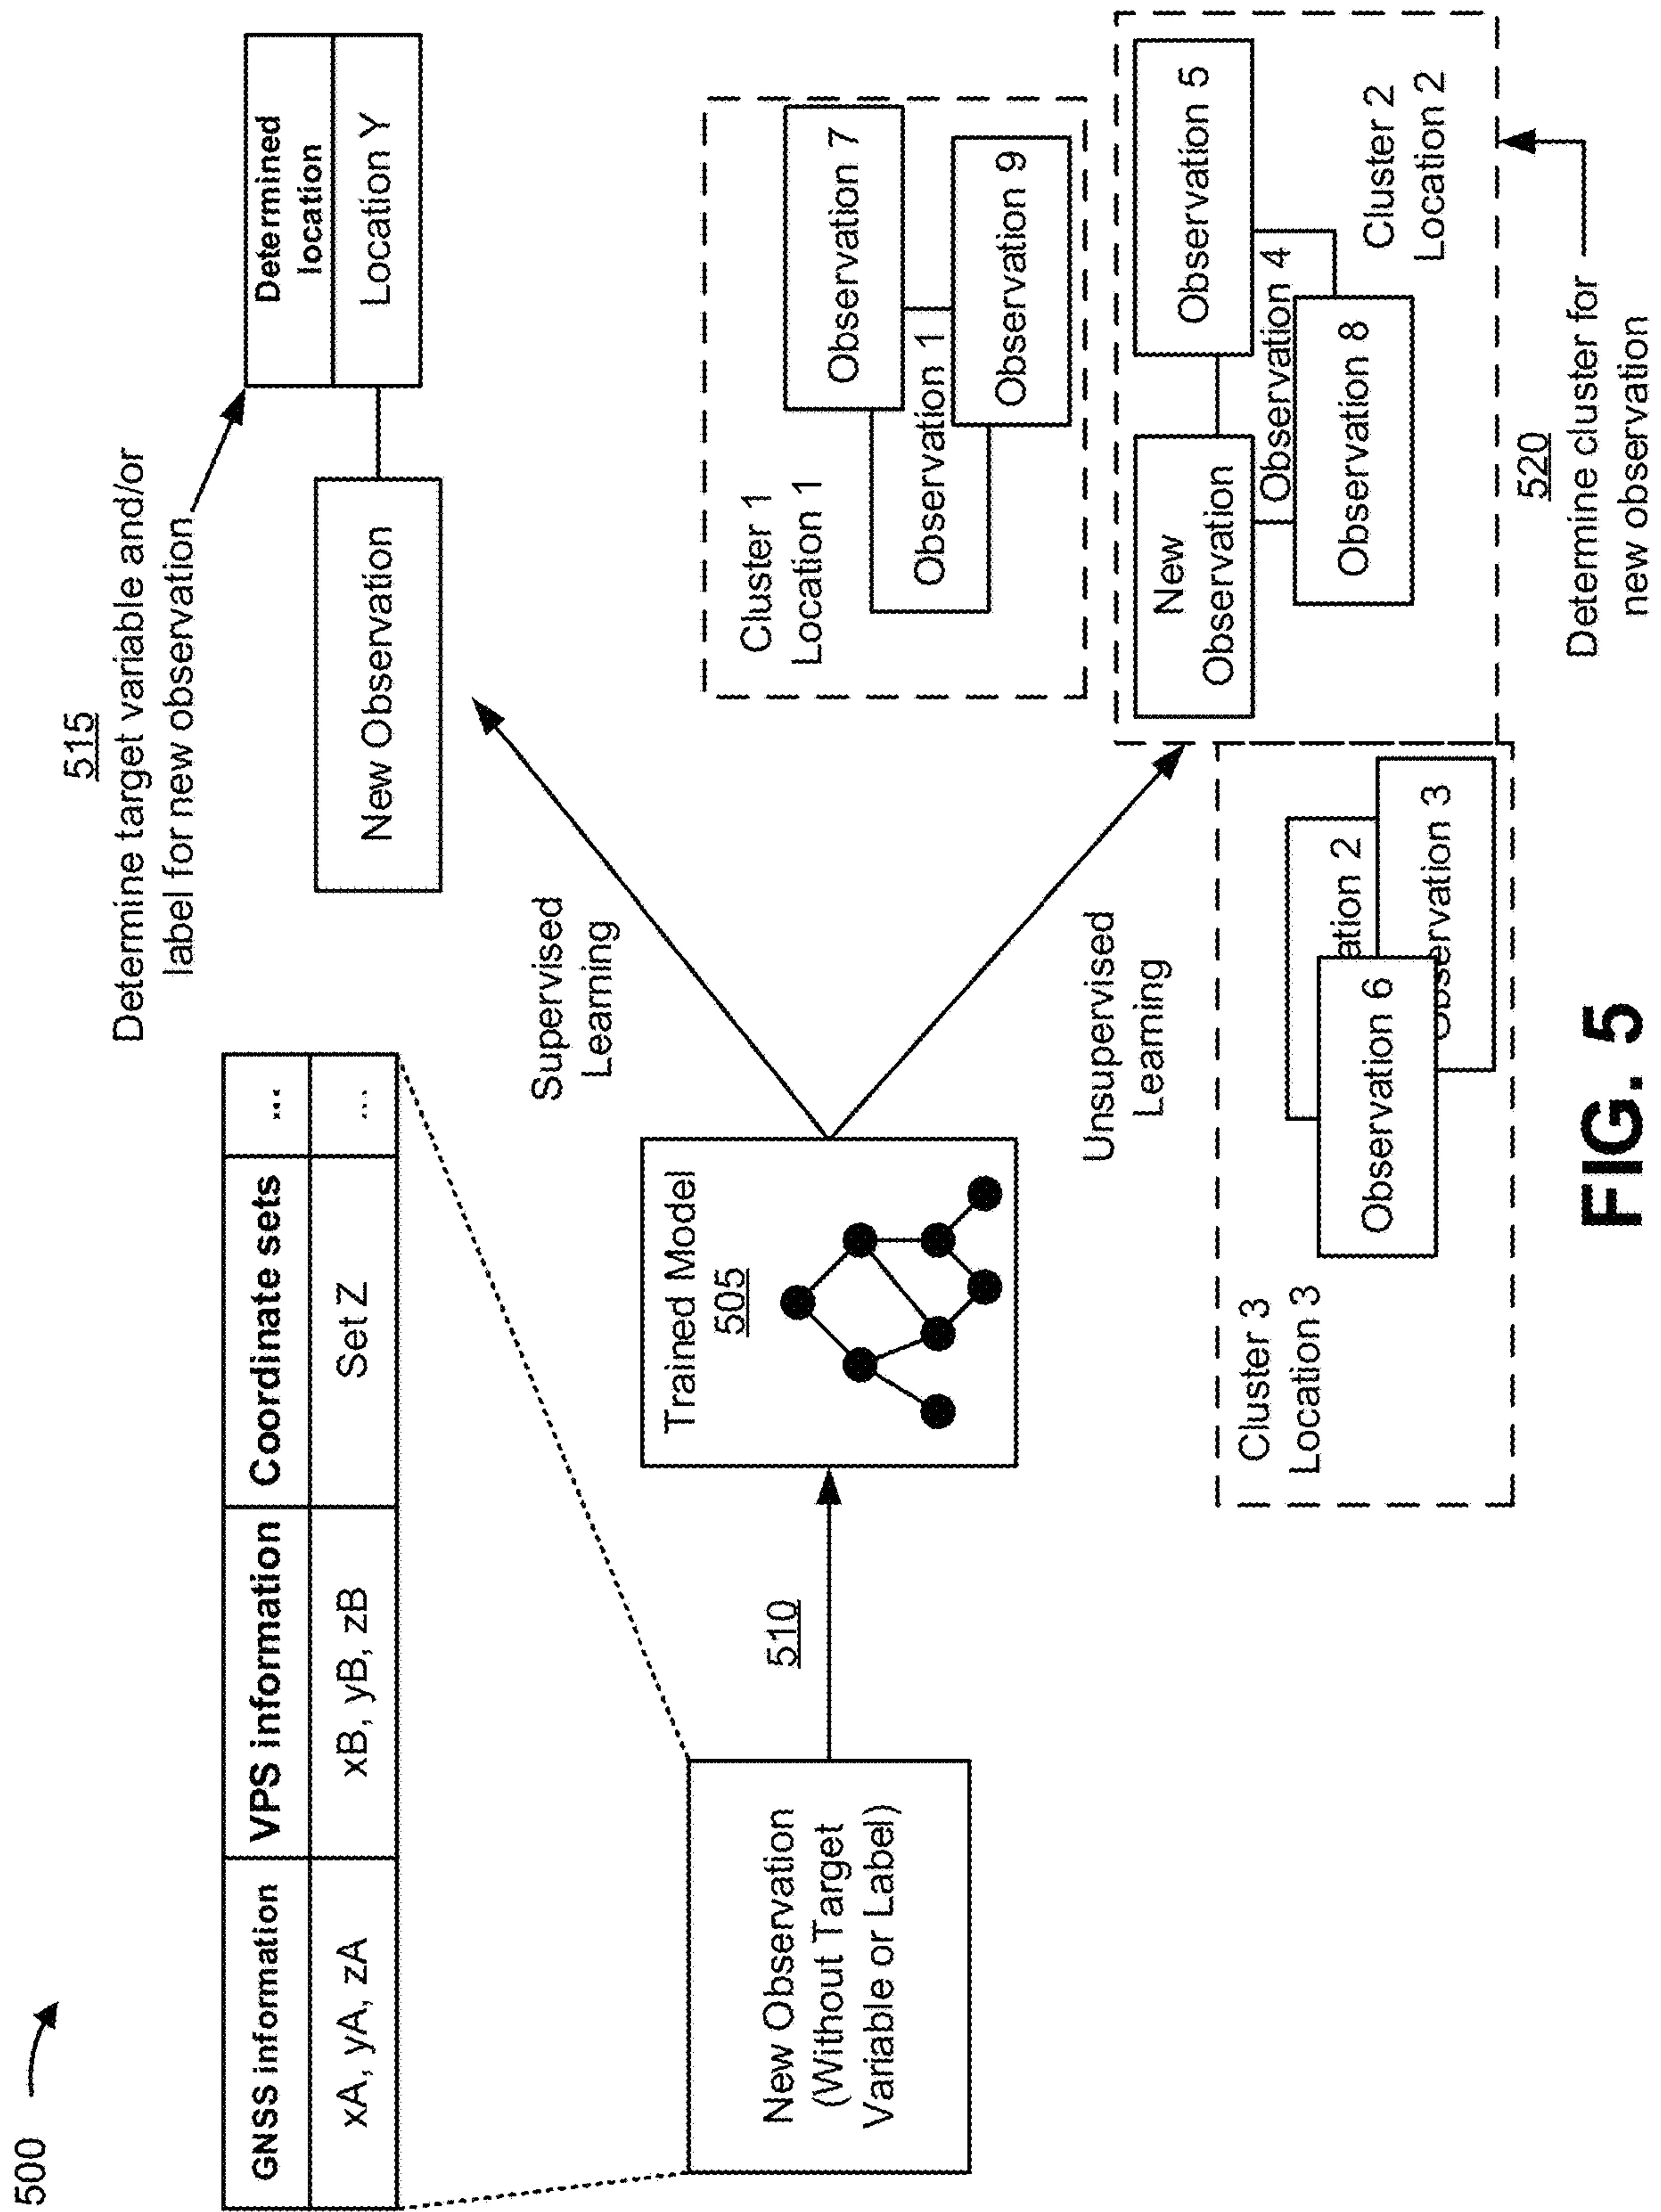 500
GNSS information VPS information Coordinate sets ...
xA, yA, zA xB, yB, zB Set Z ...
515
Determine target variable and/or
label for new observation
Determined
location
Location Y
New Observation
New Observation
(Without Target
Variable or Label)
510
Trained Model
505
Supervised
Learning
Unsupervised
Learning
Cluster 1
Location 1
Observation 7
Observation 1
Observation 9
New
Observation
Observation 5
Observation 4
Observation 8
Cluster 2
Location 2
Cluster 3
Location 3
ation 2
Observation 6
bservation 3
520
Determine cluster for
new observation
FIG. 5